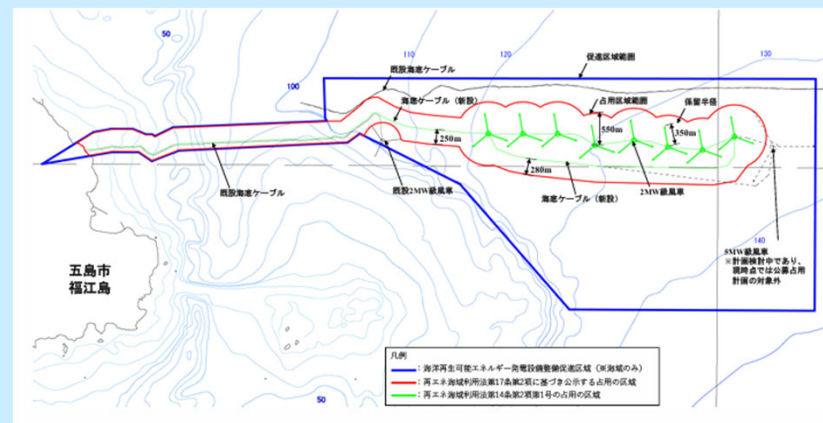 50
110
120
130
促進区域範囲
既設海底ケーブル
100
海底ケーブル（新設）
占用区域範囲
係留半径
550m
350m
250m
280m
既設海底ケーブル
既設2MW級風車
海底ケーブル（新設）
2MW級風車
140
5MW級風車
※計画検討中であり、
現時点では公募占用
計画の対象外
五島市
福江島
凡例
：海洋再生可能エネルギー発電設備整備促進区域（※海域のみ）
：再エネ海域利用法第17条第2項に基づき公示する占用の区域
：再エネ海域利用法第14条第2項第1号の占用の区域
50